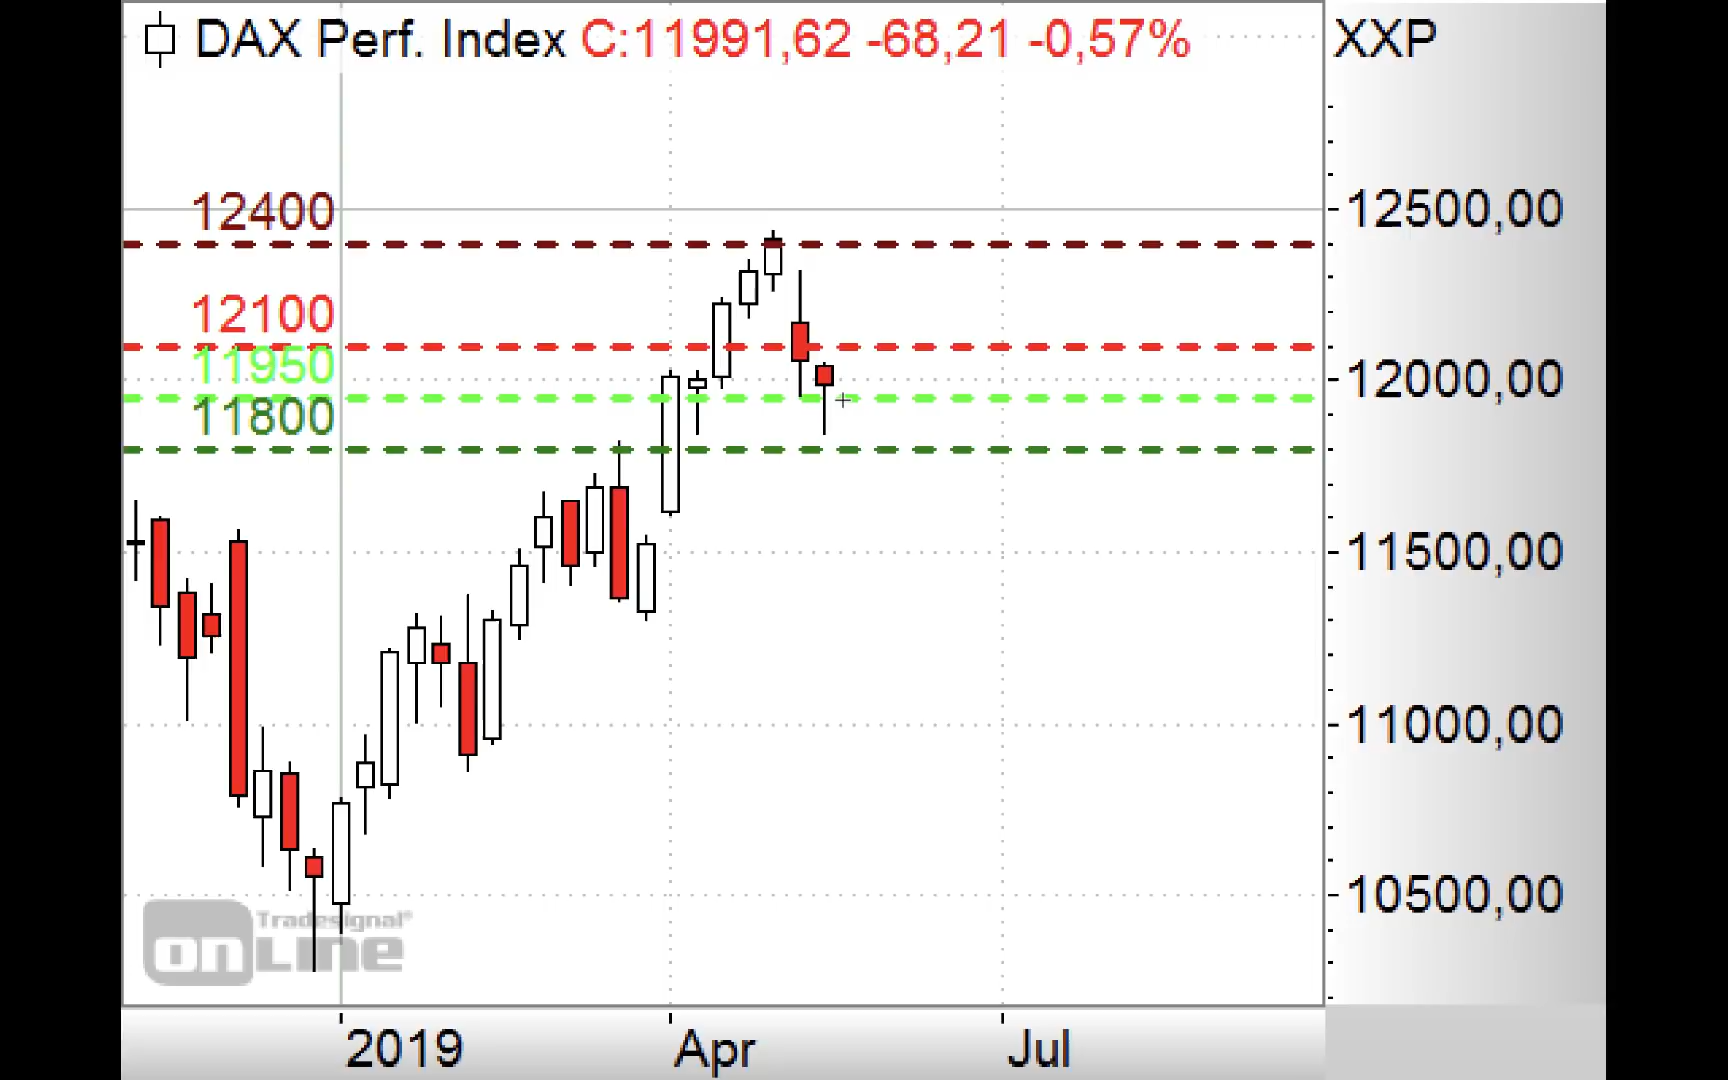 DAX Perf. Index C:11991,62 -68,21 -0,57%
XXP
12400
12100
11950
11800
12500,00
12000,00
11500,00
11000,00
10500,00
Tradesignal®
onLine
2019
Apr
Jul